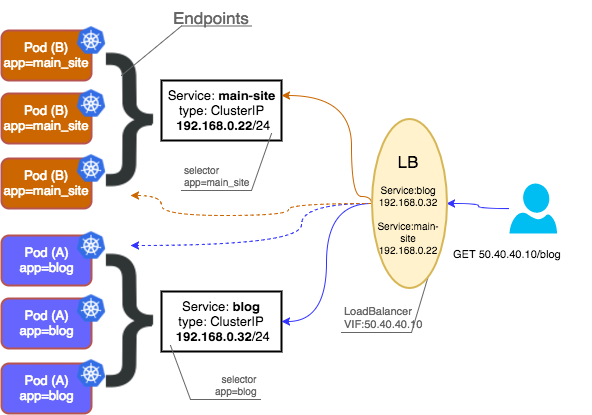 Endpoints
Pod (B)
app=main_site
Pod (B)
app=main_site
Pod (B)
app=main_site
Service: main-site
type: ClusterIP
192.168.0.22/24
selector
app=main_site
LB
Service:blog
192.168.0.32
Service:main-
site
192.168.0.22
GET 50.40.40.10/blog
LoadBalancer
VIF:50.40.40.10
Pod (A)
app=blog
Pod (A)
app=blog
Pod (A)
app=blog
Service: blog
type: ClusterIP
192.168.0.32/24
selector
app=blog